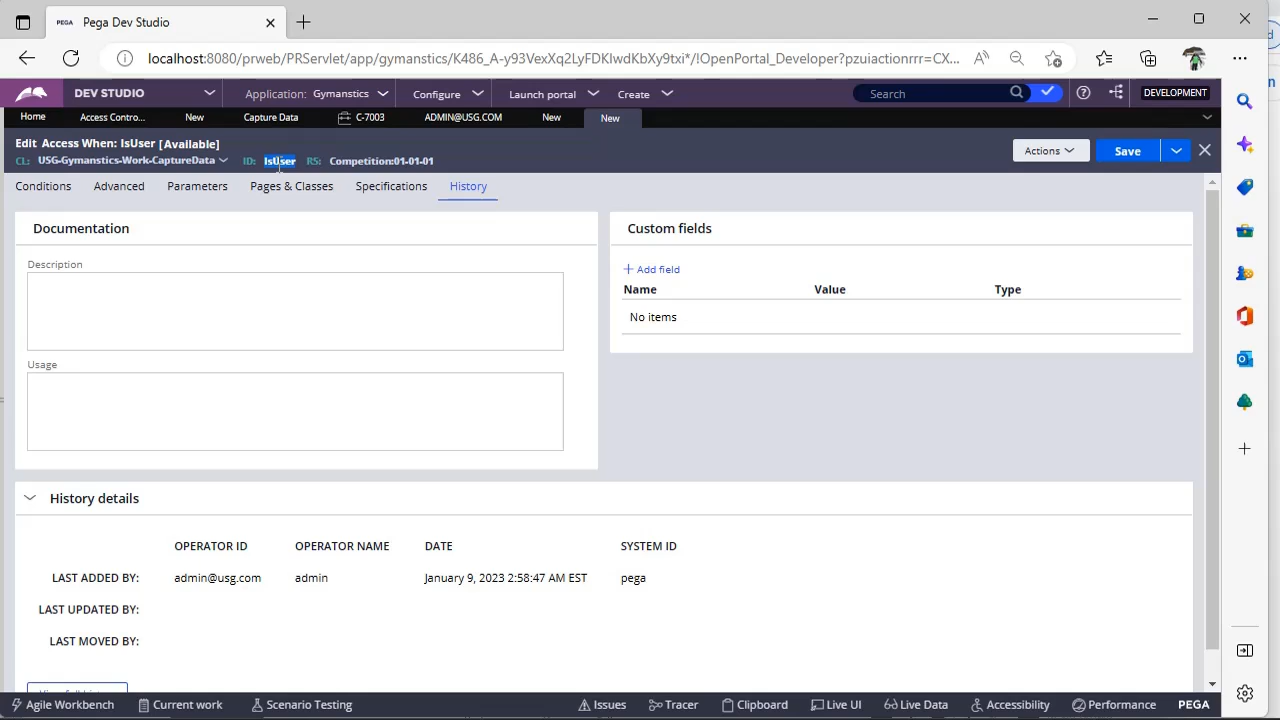 PEGA Pega Dev Studio
localhost:8080/prweb/PRServlet/app/gymanstics/K486_A-y93VexXq2LyFDKIwdKbXy9txi*/!OpenPortal_Developer?pzuiactionrrr=CX...
DEV STUDIO Application: Gymanstics Configure Launch portal Create Search DEVELOPMENT
Home Access Contro... New Capture Data C-7003 ADMIN@USG.COM New New
Edit Access When: IsUser [Available]
CL: USG-Gymanstics-Work-CaptureData ID: IsUser RS: Competition:01-01-01 Actions Save
Conditions Advanced Parameters Pages & Classes Specifications History
Documentation
Description
Usage
Custom fields
Add field
Name Value Type
No items
History details
OPERATOR ID OPERATOR NAME DATE SYSTEM ID
LAST ADDED BY: admin@usg.com admin January 9, 2023 2:58:47 AM EST pega
LAST UPDATED BY:
LAST MOVED BY:
Agile Workbench Current work Scenario Testing Issues Tracer Clipboard Live UI Live Data Accessibility Performance PEGA